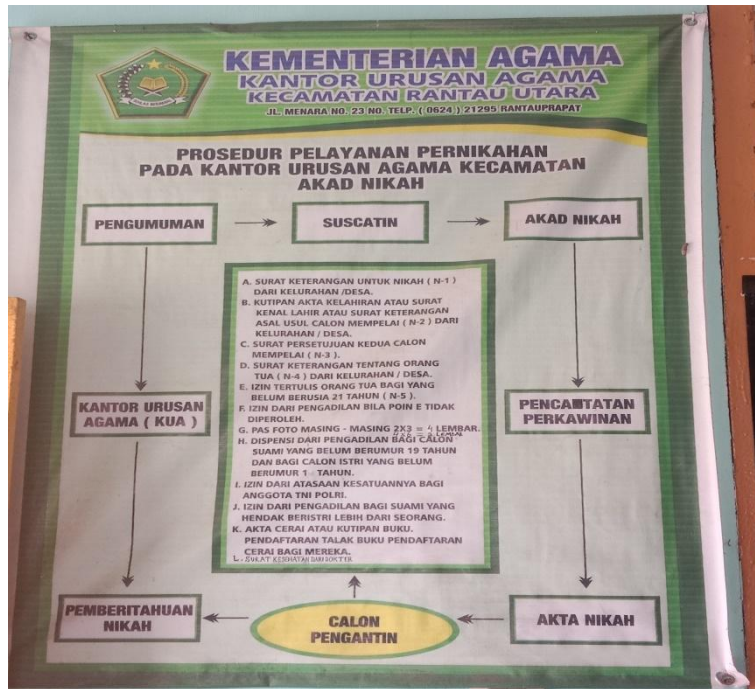 KEMENTERIAN AGAMA
KANTOR URUSAN AGAMA
KECAMATAN RANTAU UTARA
JL. MENARA NO. 23 NO. TELP. ( 0624 ) 21295 RANTAUPRAPAT
PROSEDUR PELAYANAN PERNIKAHAN
PADA KANTOR URUSAN AGAMA KECAMATAN
AKAD NIKAH
PENGUMUMAN
SUSCATIN
AKAD NIKAH
A. SURAT KETERANGAN UNTUK NIKAH ( N-1 )
DARI KELURAHAN /DESA.
B. KUTIPAN AKTA KELAHIRAN ATAU SURAT
KENAL LAHIR ATAU SURAT KETERANGAN
ASAL USUL CALON MEMPELAI ( N-2 ) DARI
KELURAHAN / DESA.
C. SURAT PERSETUJUAN KEDUA CALON
MEMPELAI ( N-3 ).
D. SURAT KETERANGAN TENTANG ORANG
TUA ( N-4 ) DARI KELURAHAN / DESA.
E. IZIN TERTULIS ORANG TUA BAGI YANG
BELUM BERUSIA 21 TAHUN ( N-5 ).
F. IZIN DARI PENGADILAN BILA POIN E TIDAK
DIPEROLEH.
G. PAS FOTO MASING - MASING 2X3 = 4 LEMBAR.
H. DISPENSI DARI PENGADILAN BAGI CALON
SUAMI YANG BELUM BERUMUR 19 TAHUN
DAN BAGI CALON ISTRI YANG BELUM
BERUMUR 1 TAHUN.
I. IZIN DARI ATASAAN KESATUANNYA BAGI
ANGGOTA TNI POLRI.
J. IZIN DARI PENGADILAN BAGI SUAMI YANG
HENDAK BERISTRI LEBIH DARI SEORANG.
K. AKTA CERAI ATAU KUTIPAN BUKU.
PENDAFTARAN TALAK BUKU PENDAFTARAN
CERAI BAGI MEREKA.
L. SURAT KESEHATAN DARI DOKTER
KANTOR URUSAN
AGAMA ( KUA )
PENCATATAN
PERKAWINAN
PEMBERITAHUAN
NIKAH
CALON
PENGANTIN
AKTA NIKAH